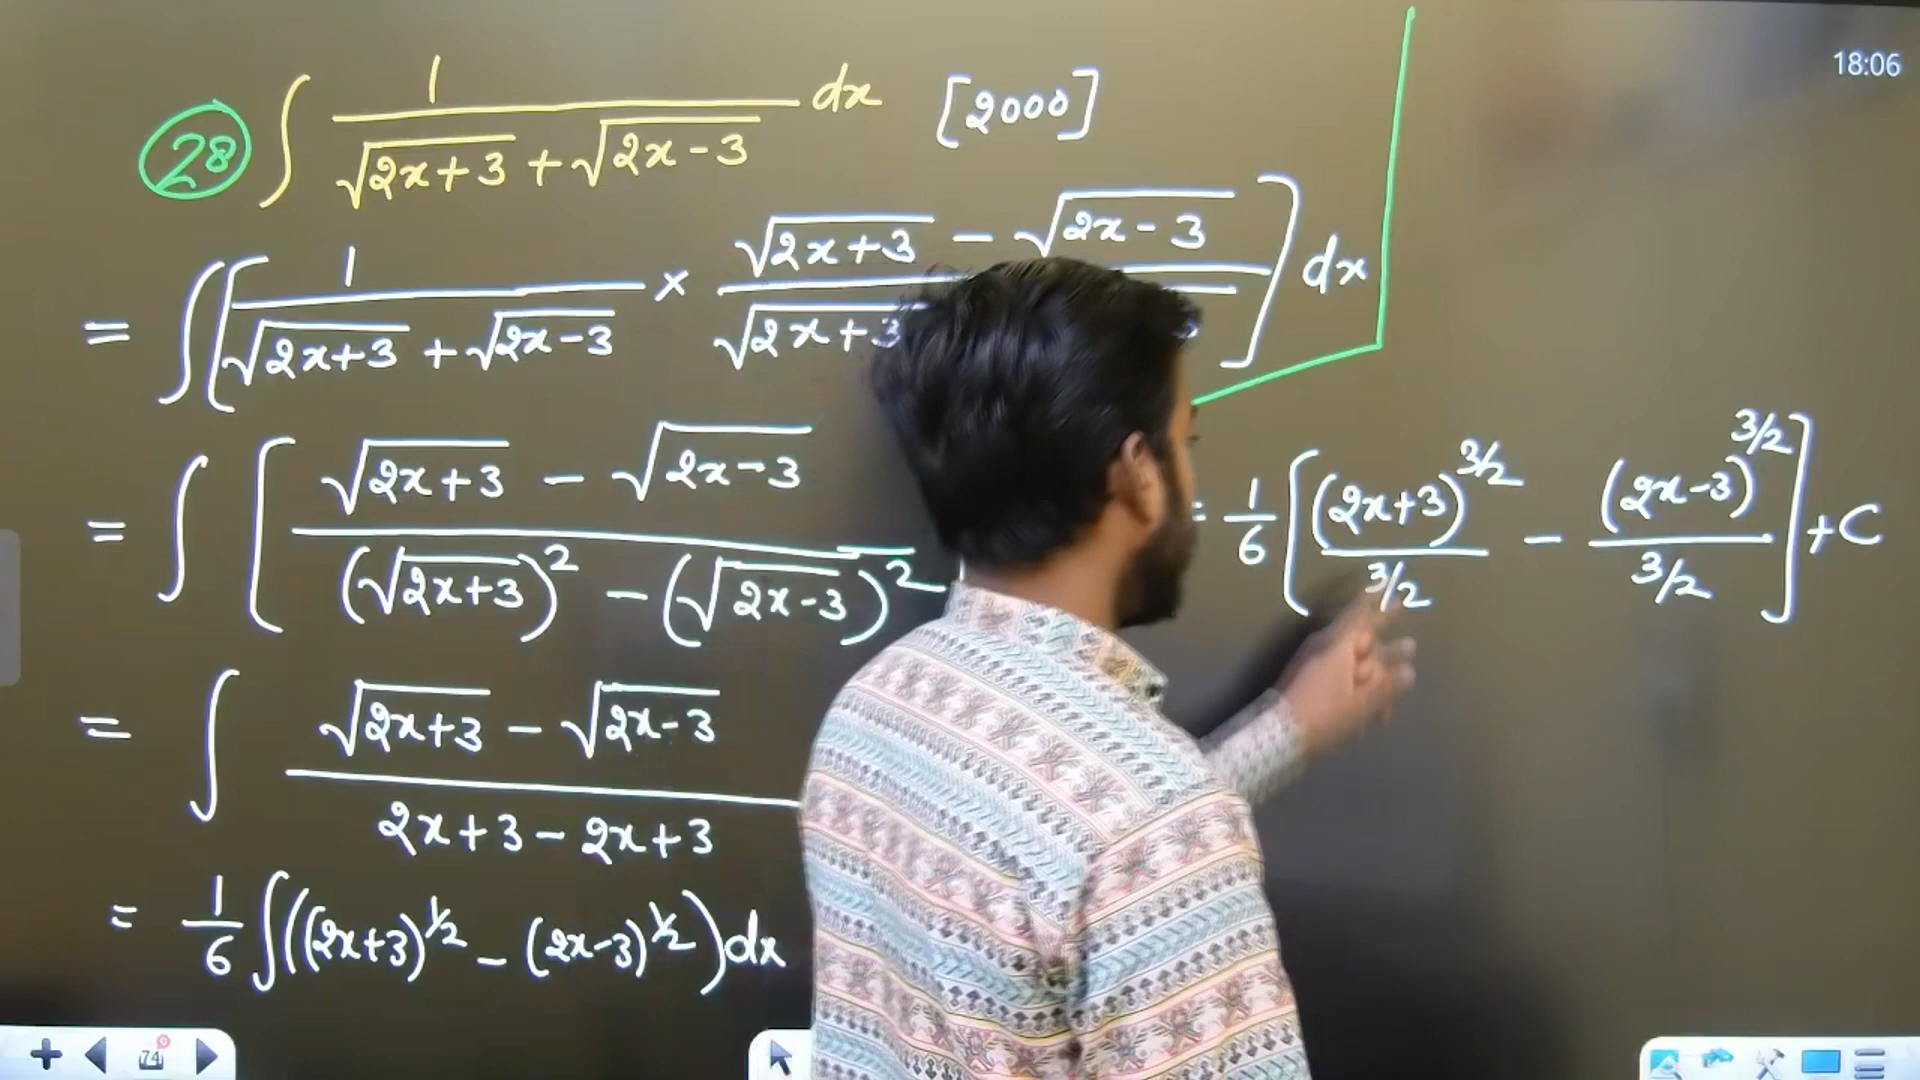 18:06
28 ∫ 1/(√(2x+3) + √(2x-3)) dx [2000]
= ∫ [1/(√(2x+3) + √(2x-3)) × (√(2x+3) - √(2x-3))/(√(2x+3)] dx
= ∫ [(√(2x+3) - √(2x-3))/((√(2x+3))² - (√(2x-3))²)
= ∫ (√(2x+3) - √(2x-3))/(2x+3-2x+3)
= 1/6 ∫((2x+3)^1/2 - (2x-3)^1/2)dx
= 1/6 [(2x+3)^3/2/(3/2) - (2x-3)^3/2/(3/2)] + C
74
0